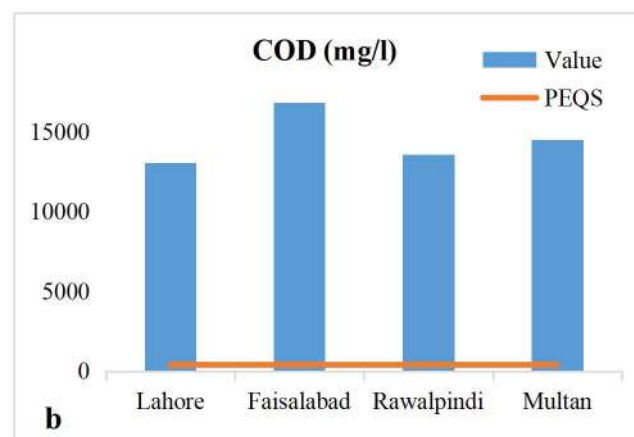 COD (mg/l)
Value
PEQS
15000
10000
5000
0
Lahore Faisalabad Rawalpindi Multan
b